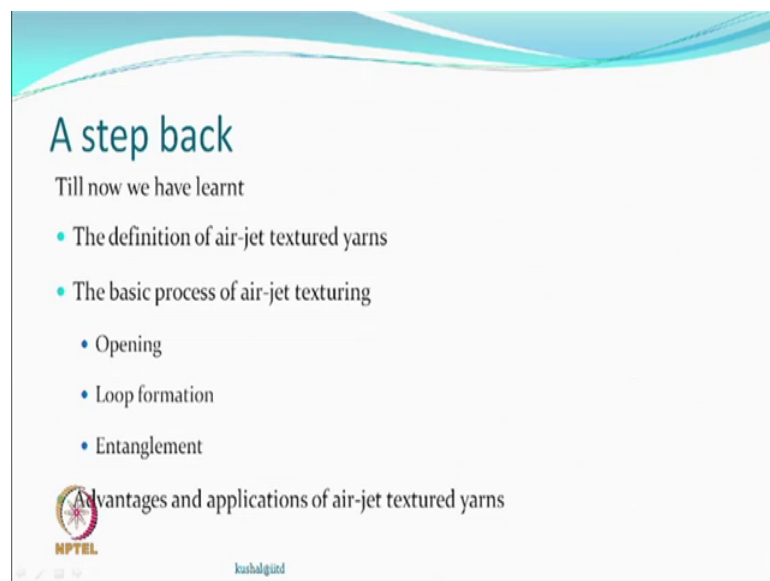 A step back
Till now we have learnt
• The definition of air-jet textured yarns
• The basic process of air-jet texturing
• Opening
• Loop formation
• Entanglement
Advantages and applications of air-jet textured yarns
NPTEL
kushal@iitd